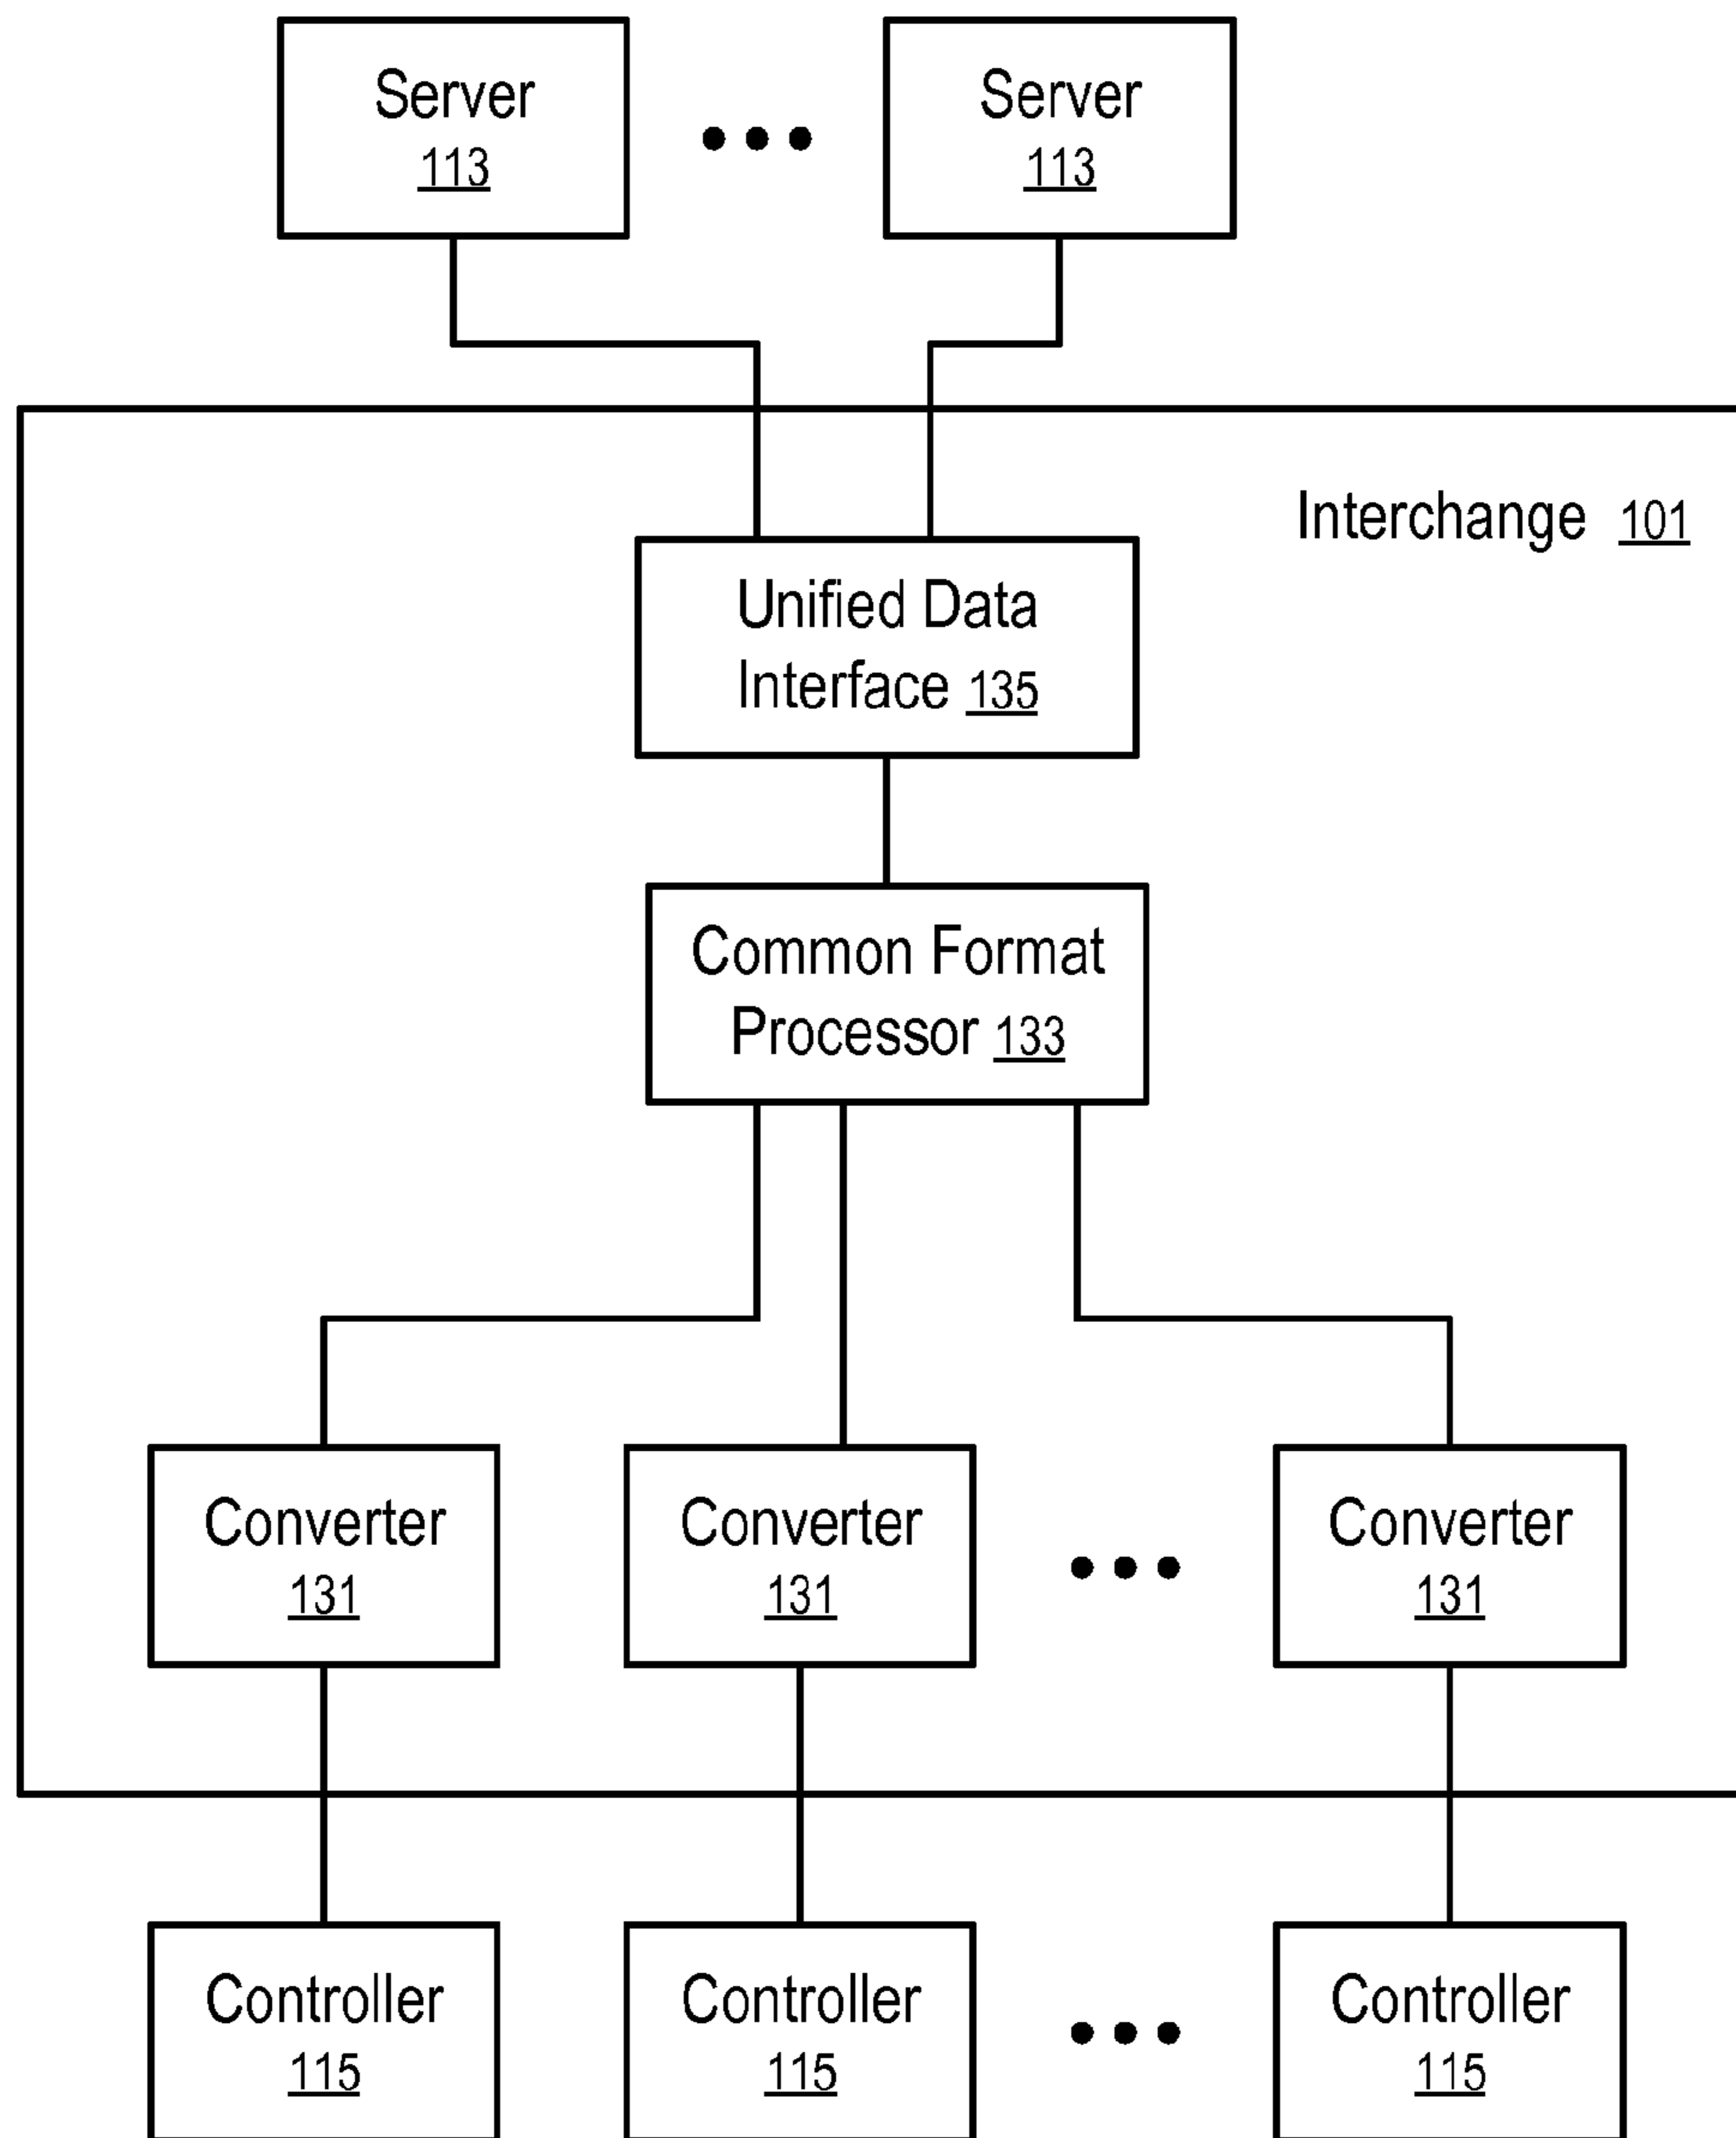 Server
113
Server
113
Interchange 101
Unified Data
Interface 135
Common Format
Processor 133
Converter
131
Converter
131
Converter
131
Controller
115
Controller
115
Controller
115